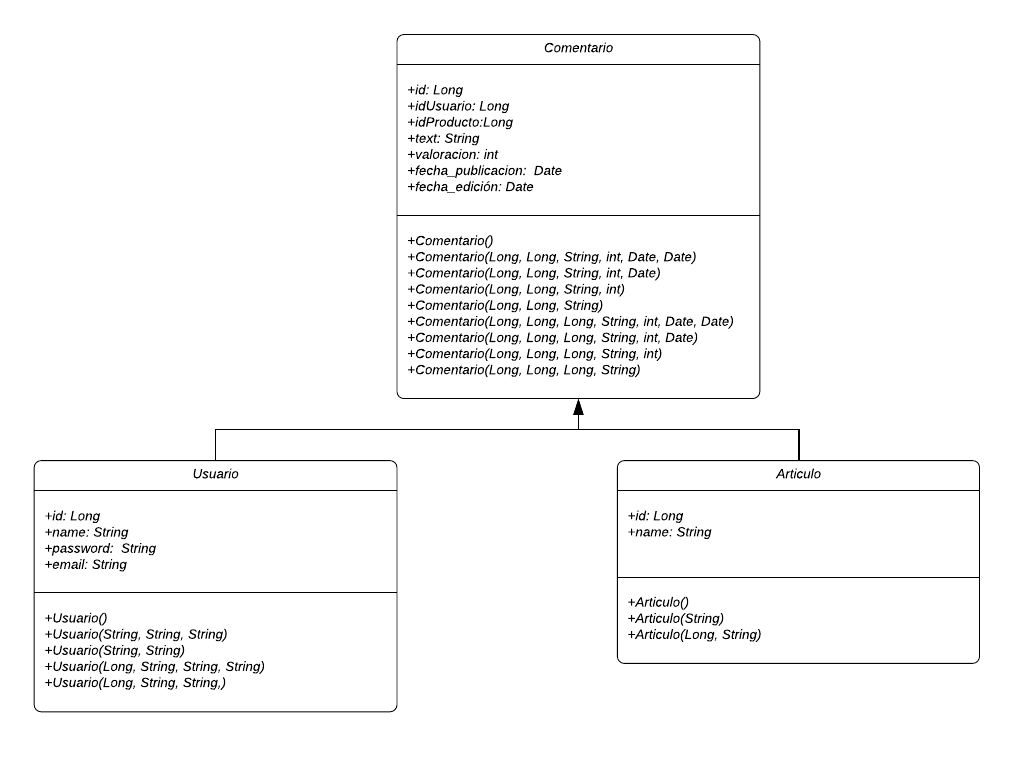 Comentario
+id: Long
+idUsuario: Long
+idProducto:Long
+text: String
+valoracion: int
+fecha_publicacion:  Date
+fecha_edición: Date
+Comentario()
+Comentario(Long, Long, String, int, Date, Date)
+Comentario(Long, Long, String, int, Date)
+Comentario(Long, Long, String, int)
+Comentario(Long, Long, String)
+Comentario(Long, Long, Long, String, int, Date, Date)
+Comentario(Long, Long, Long, String, int, Date)
+Comentario(Long, Long, Long, String, int)
+Comentario(Long, Long, Long, String)
Usuario
+id: Long
+name: String
+password:  String
+email: String
+Usuario()
+Usuario(String, String, String)
+Usuario(String, String)
+Usuario(Long, String, String, String)
+Usuario(Long, String, String,)
Articulo
+id: Long
+name: String
+Articulo()
+Articulo(String)
+Articulo(Long, String)